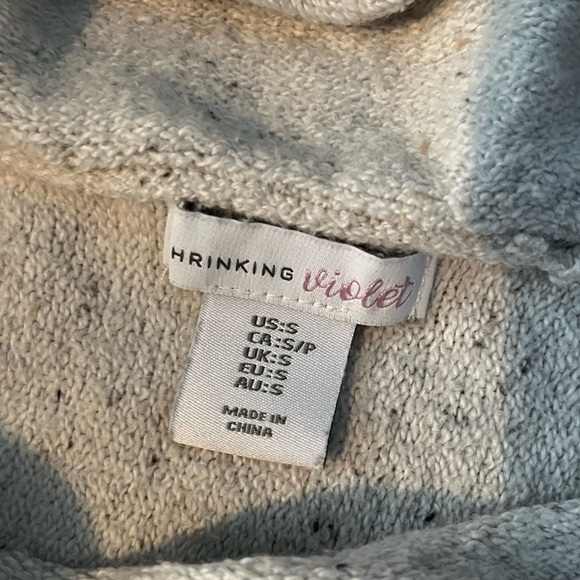 HRINKING violet
US:S
CA:S/P
UK:S
EU:S
AU:S
MADE IN
CHINA